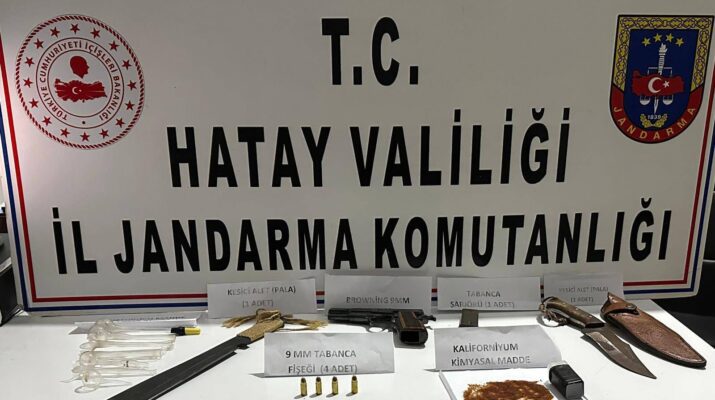 TÜRKİYE CUMHURİYETİ İÇİŞLERİ BAKANLIĞI
T.C.
JANDARMA
1839
HATAY VALİLİĞİ
İL JANDARMA KOMUTANLIĞI
KESİCİ ALET (PALA)
(1 ADET)
BROWNING 9MM
TABANCA
ŞARJÖRÜ (1 ADET)
KESİCİ ALET (PALA)
(1 ADET)
9 MM TABANCA
FİŞEĞİ (4 ADET)
KALİFORNİYUM
KİMYASAL MADDE